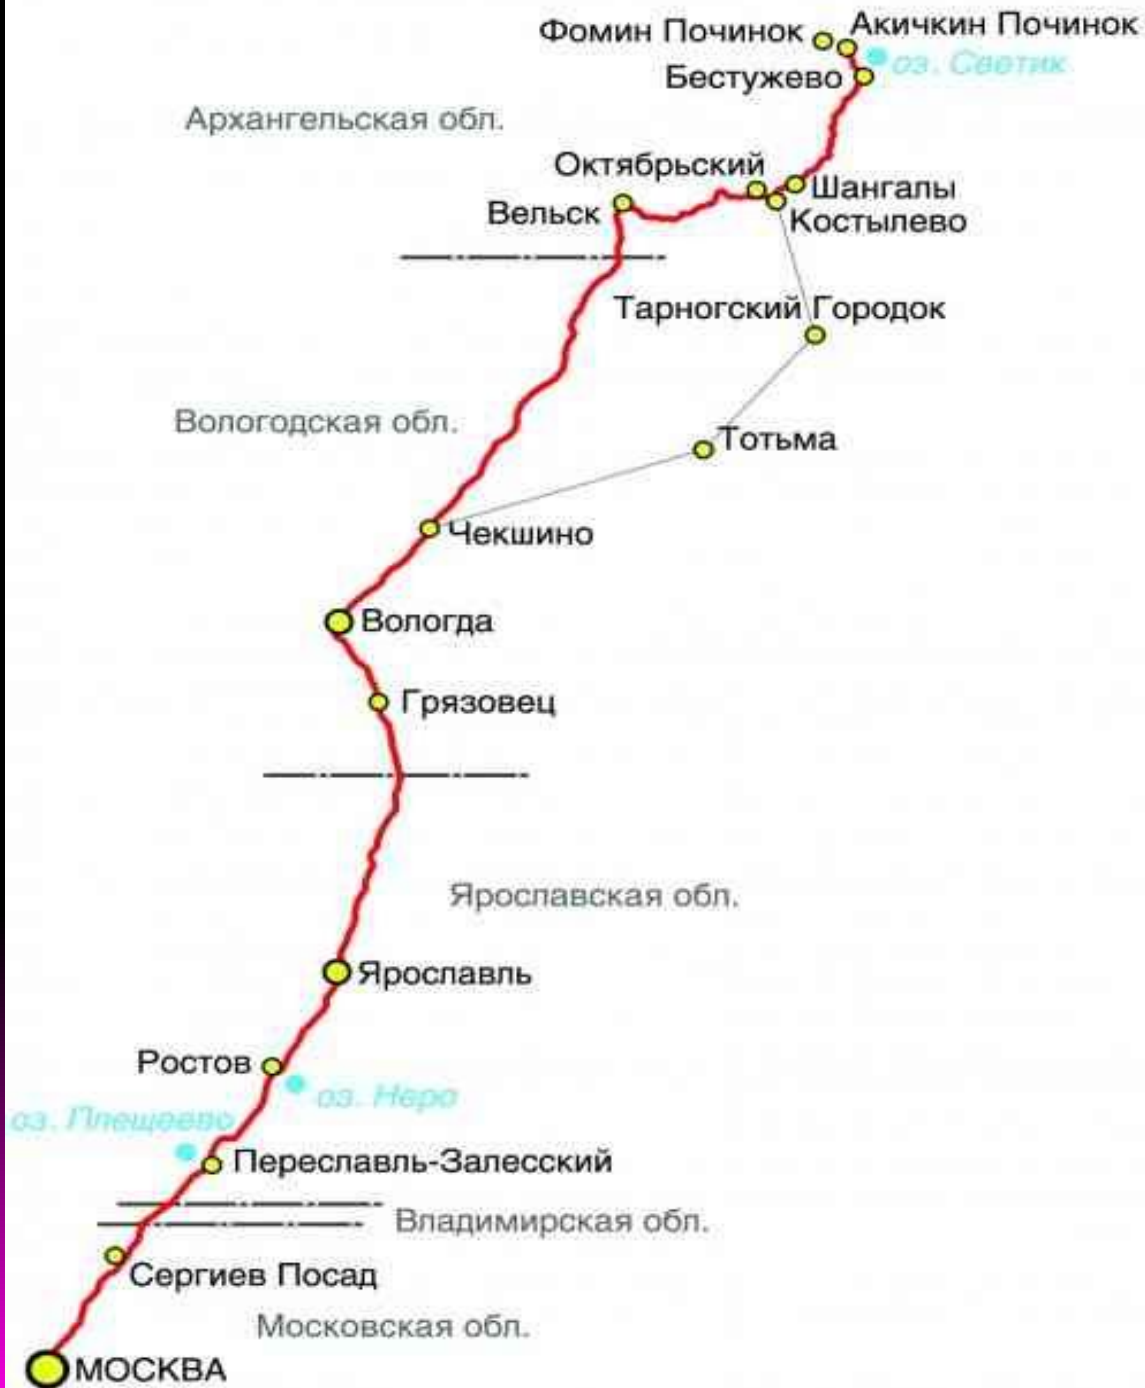 Фомин Починок
Акичкин Починок
оз. Светик
Бестужево
Архангельская обл.
Октябрьский
Шангалы
Вельск
Костылево
Тарногский Городок
Вологодская обл.
Тотьма
Чекшино
Вологда
Грязовец
Ярославская обл.
Ярославль
Ростов
оз. Неро
оз. Плещеево
Переславль-Залесский
Владимирская обл.
Сергиев Посад
Московская обл.
МОСКВА